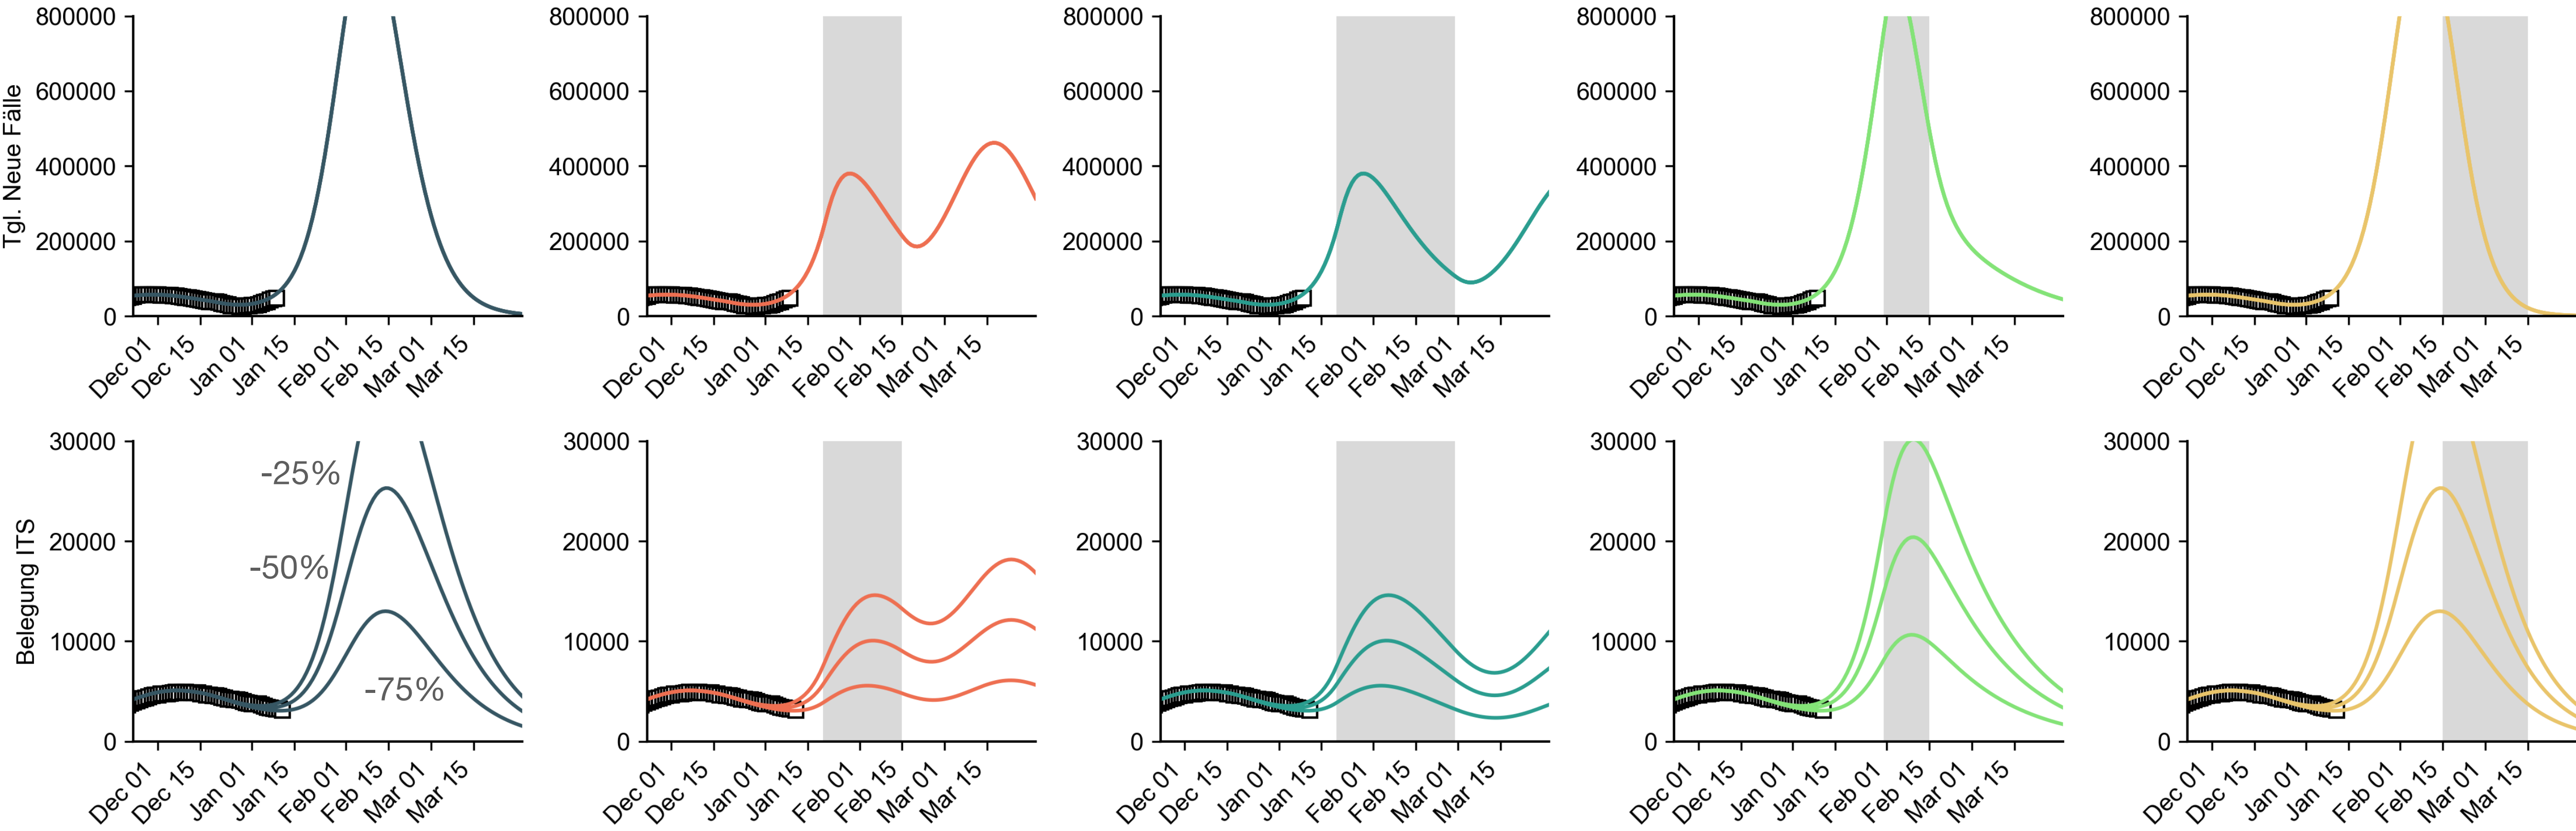 Tgl. Neue Fälle
800000 800000 800000 800000 800000
600000 600000 600000 600000 600000
400000 400000 400000 400000 400000
200000 200000 200000 200000 200000
0 0 0 0 0
Dec 01 Dec 15 Jan 01 Jan 15 Feb 01 Feb 15 Mar 01 Mar 15
Dec 01 Dec 15 Jan 01 Jan 15 Feb 01 Feb 15 Mar 01 Mar 15
Dec 01 Dec 15 Jan 01 Jan 15 Feb 01 Feb 15 Mar 01 Mar 15
Dec 01 Dec 15 Jan 01 Jan 15 Feb 01 Feb 15 Mar 01 Mar 15
Dec 01 Dec 15 Jan 01 Jan 15 Feb 01 Feb 15 Mar 01 Mar 15
Belegung ITS
30000 30000 30000 30000 30000
-25%
20000 20000 20000 20000 20000
-50%
10000 10000 10000 10000 10000
-75%
0 0 0 0 0
Dec 01 Dec 15 Jan 01 Jan 15 Feb 01 Feb 15 Mar 01 Mar 15
Dec 01 Dec 15 Jan 01 Jan 15 Feb 01 Feb 15 Mar 01 Mar 15
Dec 01 Dec 15 Jan 01 Jan 15 Feb 01 Feb 15 Mar 01 Mar 15
Dec 01 Dec 15 Jan 01 Jan 15 Feb 01 Feb 15 Mar 01 Mar 15
Dec 01 Dec 15 Jan 01 Jan 15 Feb 01 Feb 15 Mar 01 Mar 15